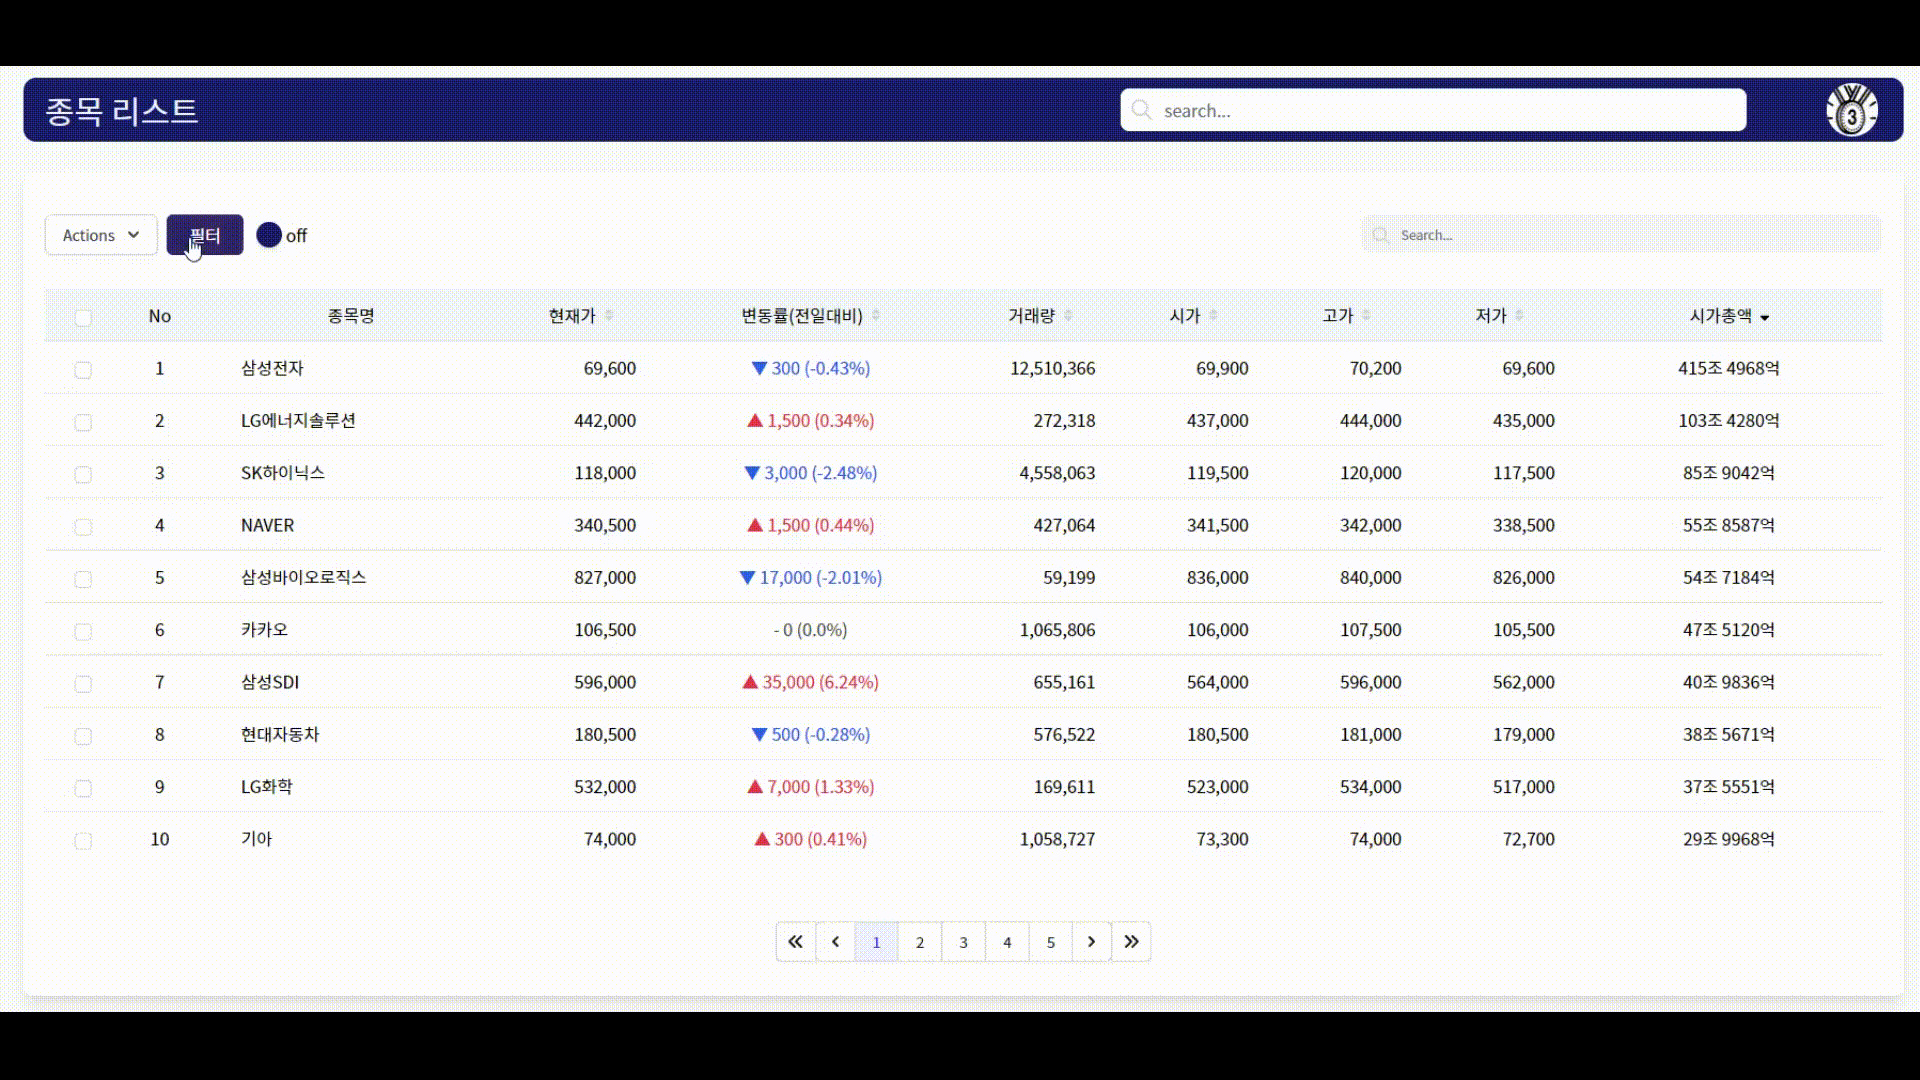 종목 리스트 search... 3
Actions 필터 off Search...
No 종목명 현재가 변동률(전일대비) 거래량 시가 고가 저가 시가총액
1 삼성전자 69,600 ▼ 300 (-0.43%) 12,510,366 69,900 70,200 69,600 415조 4968억
2 LG에너지솔루션 442,000 ▲ 1,500 (0.34%) 272,318 437,000 444,000 435,000 103조 4280억
3 SK하이닉스 118,000 ▼ 3,000 (-2.48%) 4,558,063 119,500 120,000 117,500 85조 9042억
4 NAVER 340,500 ▲ 1,500 (0.44%) 427,064 341,500 342,000 338,500 55조 8587억
5 삼성바이오로직스 827,000 ▼ 17,000 (-2.01%) 59,199 836,000 840,000 826,000 54조 7184억
6 카카오 106,500 - 0 (0.0%) 1,065,806 106,000 107,500 105,500 47조 5120억
7 삼성SDI 596,000 ▲ 35,000 (6.24%) 655,161 564,000 596,000 562,000 40조 9836억
8 현대자동차 180,500 ▼ 500 (-0.28%) 576,522 180,500 181,000 179,000 38조 5671억
9 LG화학 532,000 ▲ 7,000 (1.33%) 169,611 523,000 534,000 517,000 37조 5551억
10 기아 74,000 ▲ 300 (0.41%) 1,058,727 73,300 74,000 72,700 29조 9968억
« ‹ 1 2 3 4 5 › »